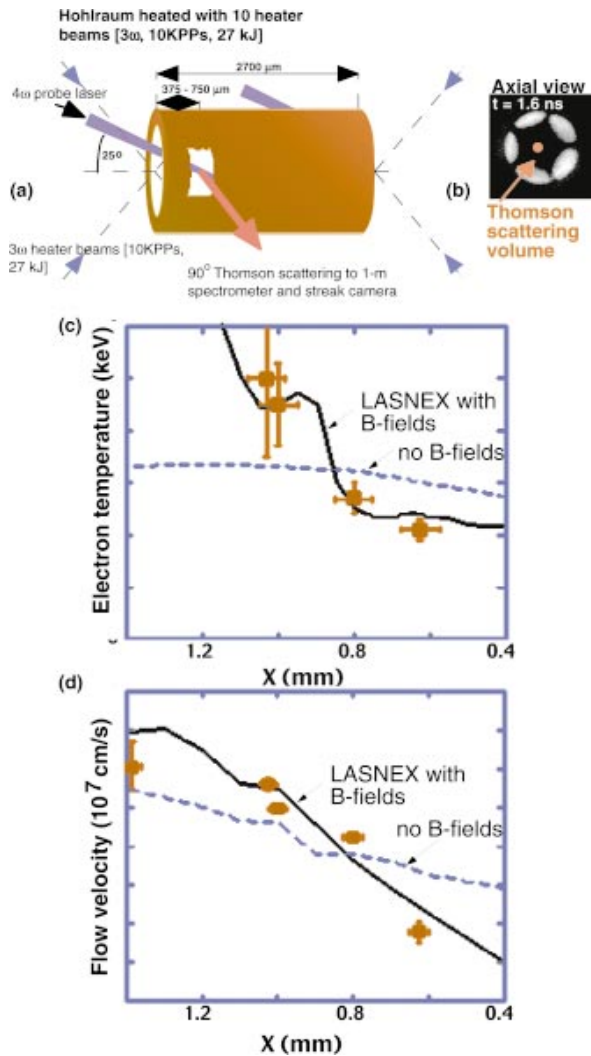 Hohlraum heated with 10 heater
beams [3ω, 10KPPs, 27 kJ]
2700 µm
375 - 750 µm
4ω probe laser
25º
(a)
3ω heater beams [10KPPs,
27 kJ]
90° Thomson scattering to 1-m
spectrometer and streak camera
Axial view
t = 1.6 ns
(b)
Thomson
scattering
volume
(c)
Electron temperature (keV)
LASNEX with
B-fields
no B-fields
1.2
0.8
0.4
X (mm)
(d)
Flow velocity (10⁷ cm/s)
LASNEX with
B-fields
no B-fields
1.2
0.8
0.4
X (mm)